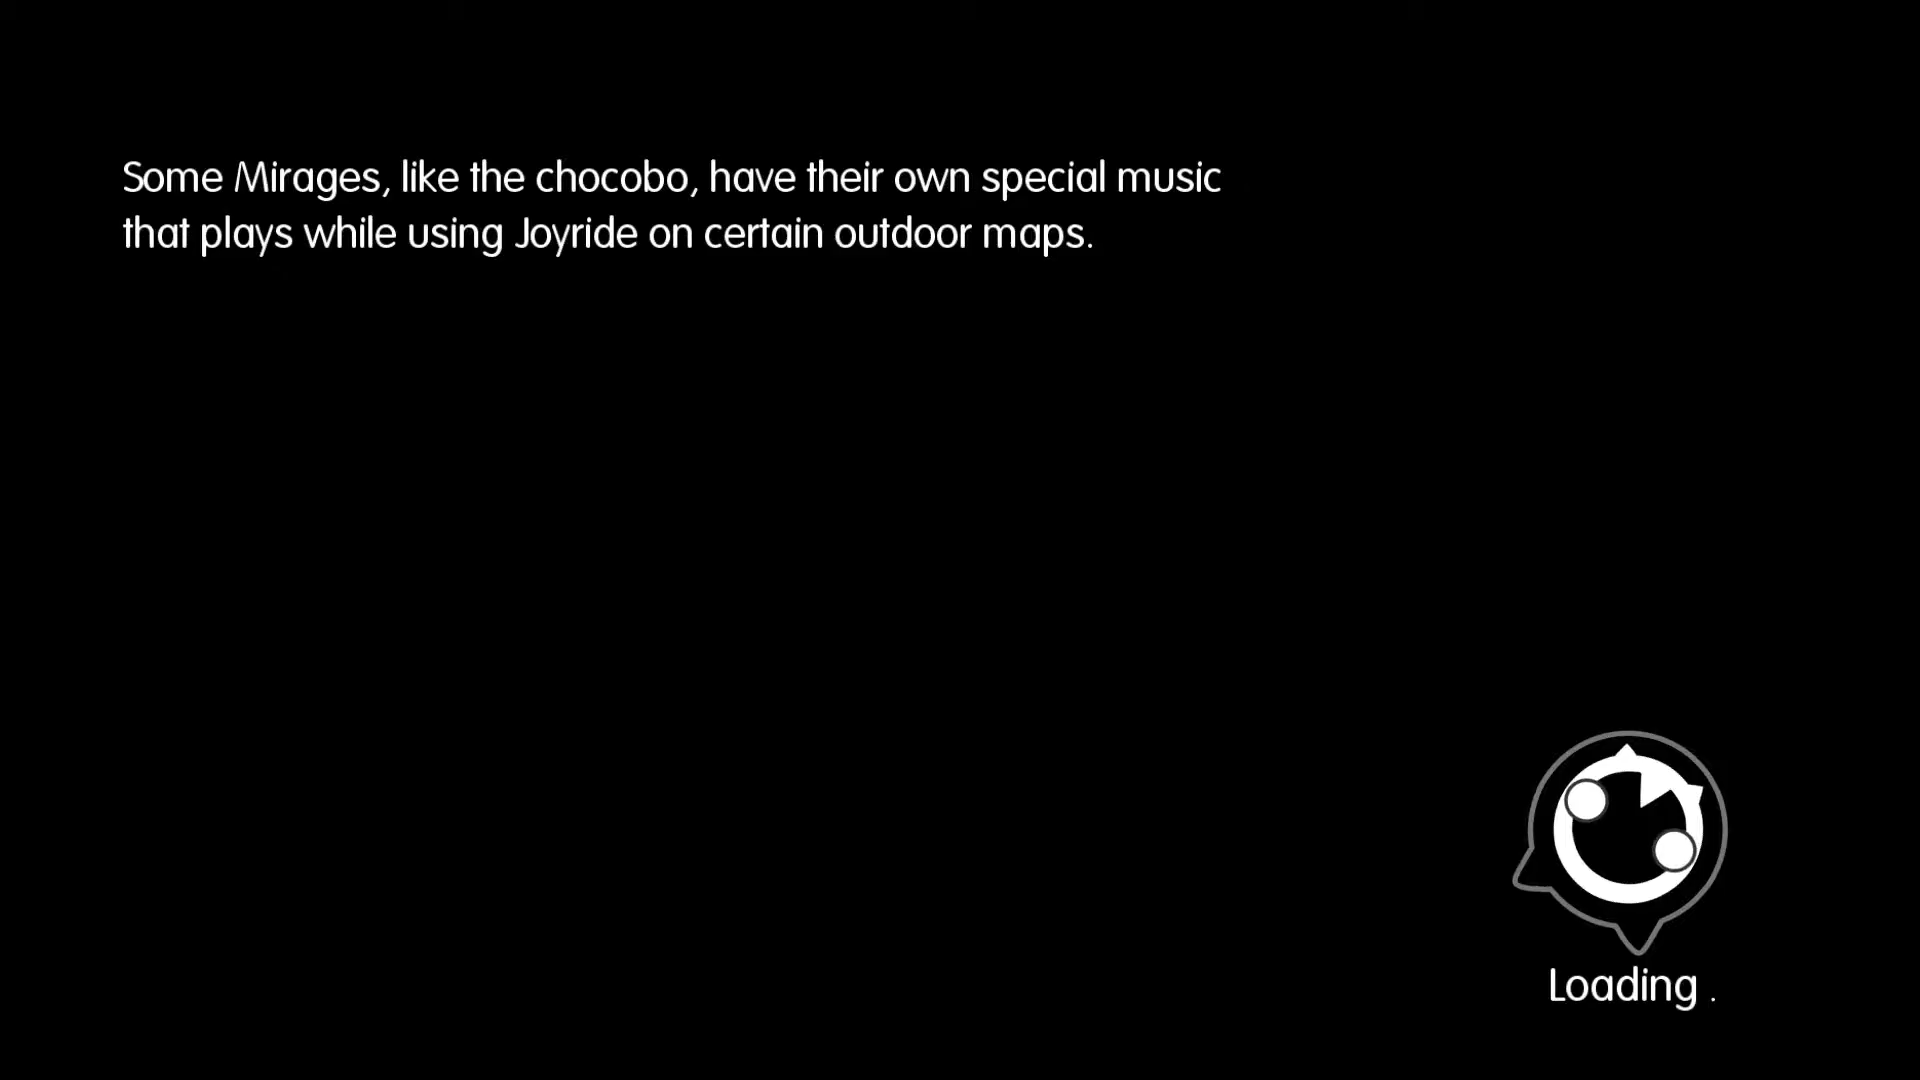 Some Mirages, like the chocobo, have their own special music
that plays while using Joyride on certain outdoor maps.
Loading .